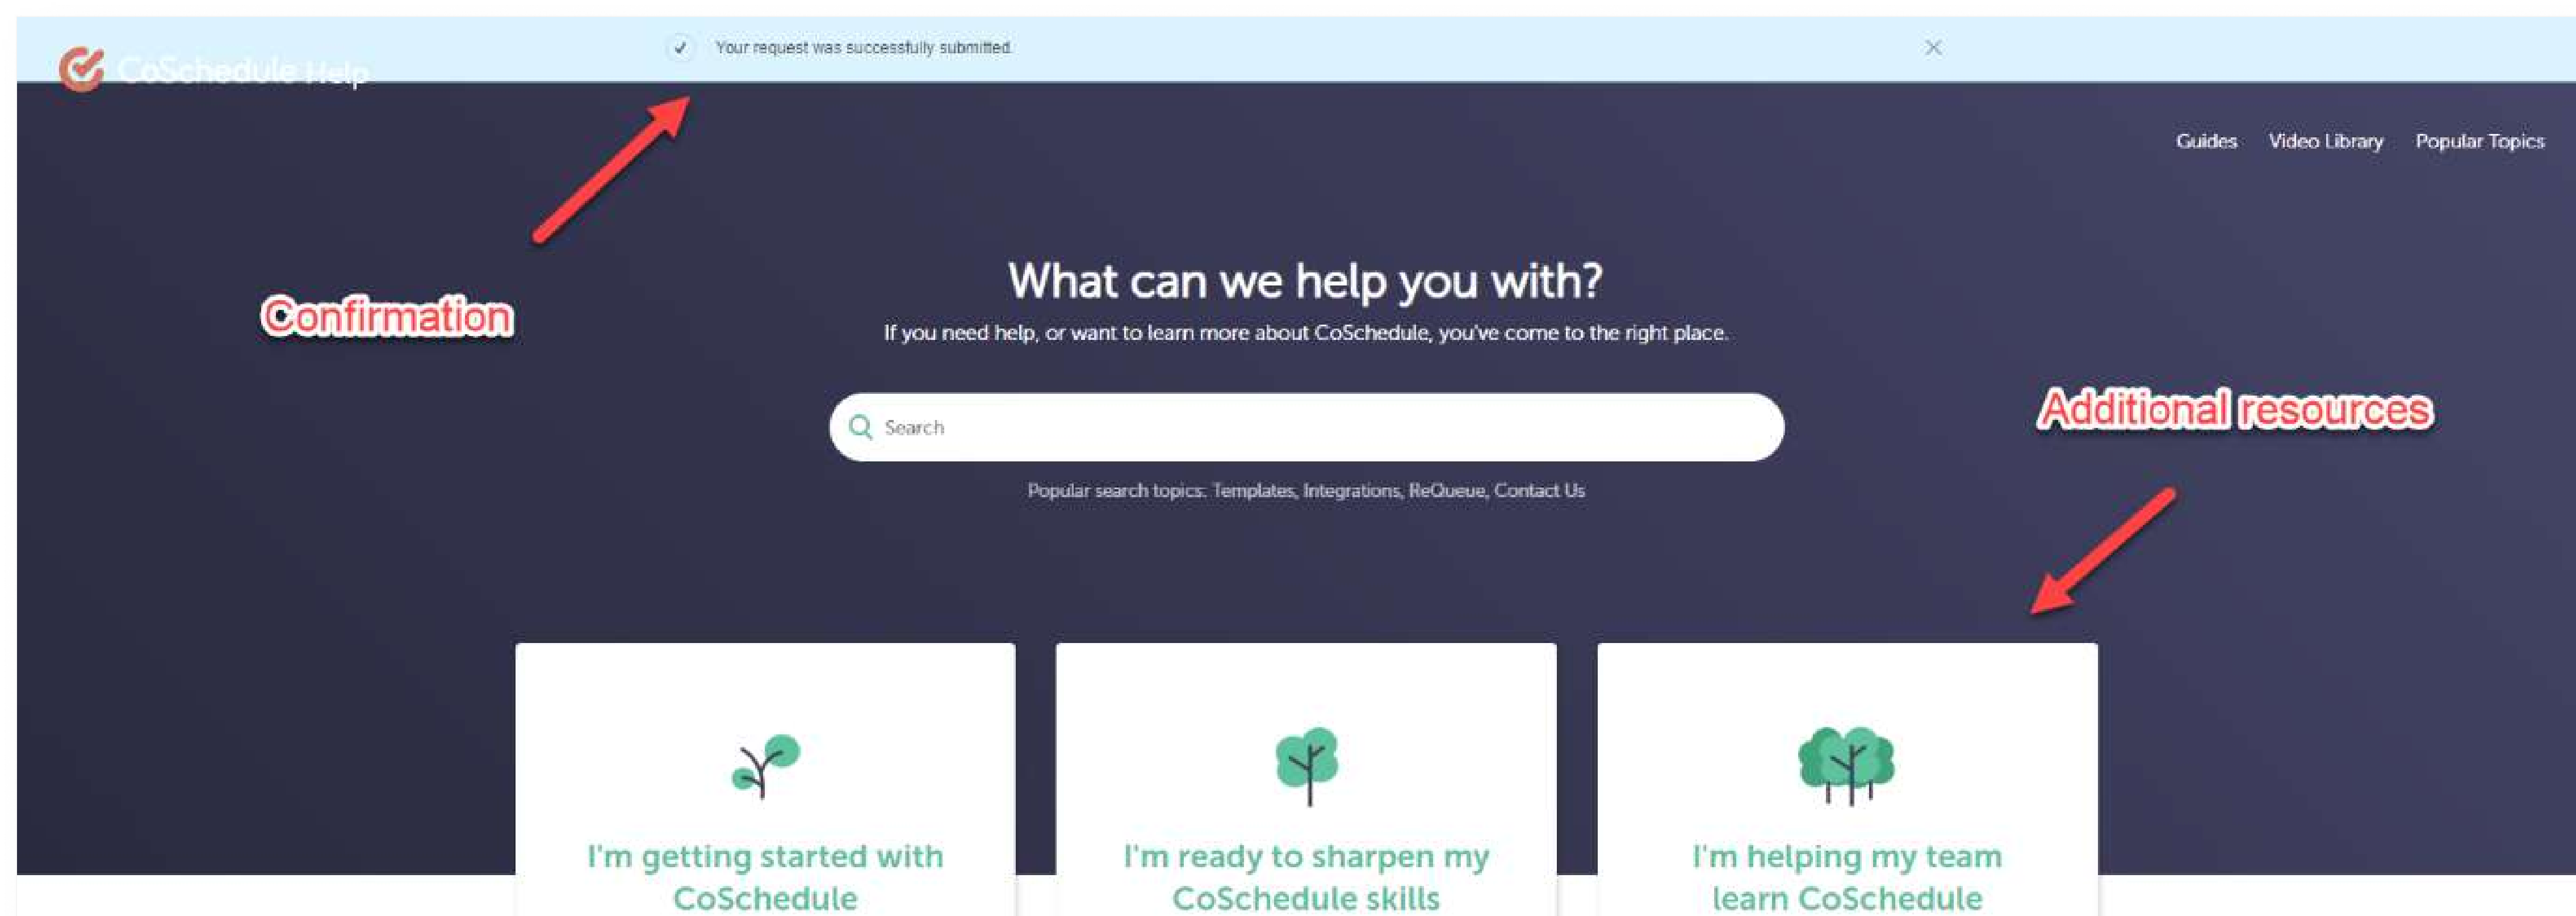 Your request was successfully submitted.
CoSchedule Help
Guides Video Library Popular Topics
What can we help you with?
Confirmation
If you need help, or want to learn more about CoSchedule, you've come to the right place.
Additional resources
Search
Popular search topics: Templates, Integrations, ReQueue, Contact Us
I'm getting started with
CoSchedule
I'm ready to sharpen my
CoSchedule skills
I'm helping my team
learn CoSchedule